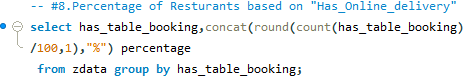 -- #8.Percentage of Resturants based on "Has_Online_delivery"
select has_table_booking,concat(round(count(has_table_booking)
/100,1),"%") percentage
from zdata group by has_table_booking;